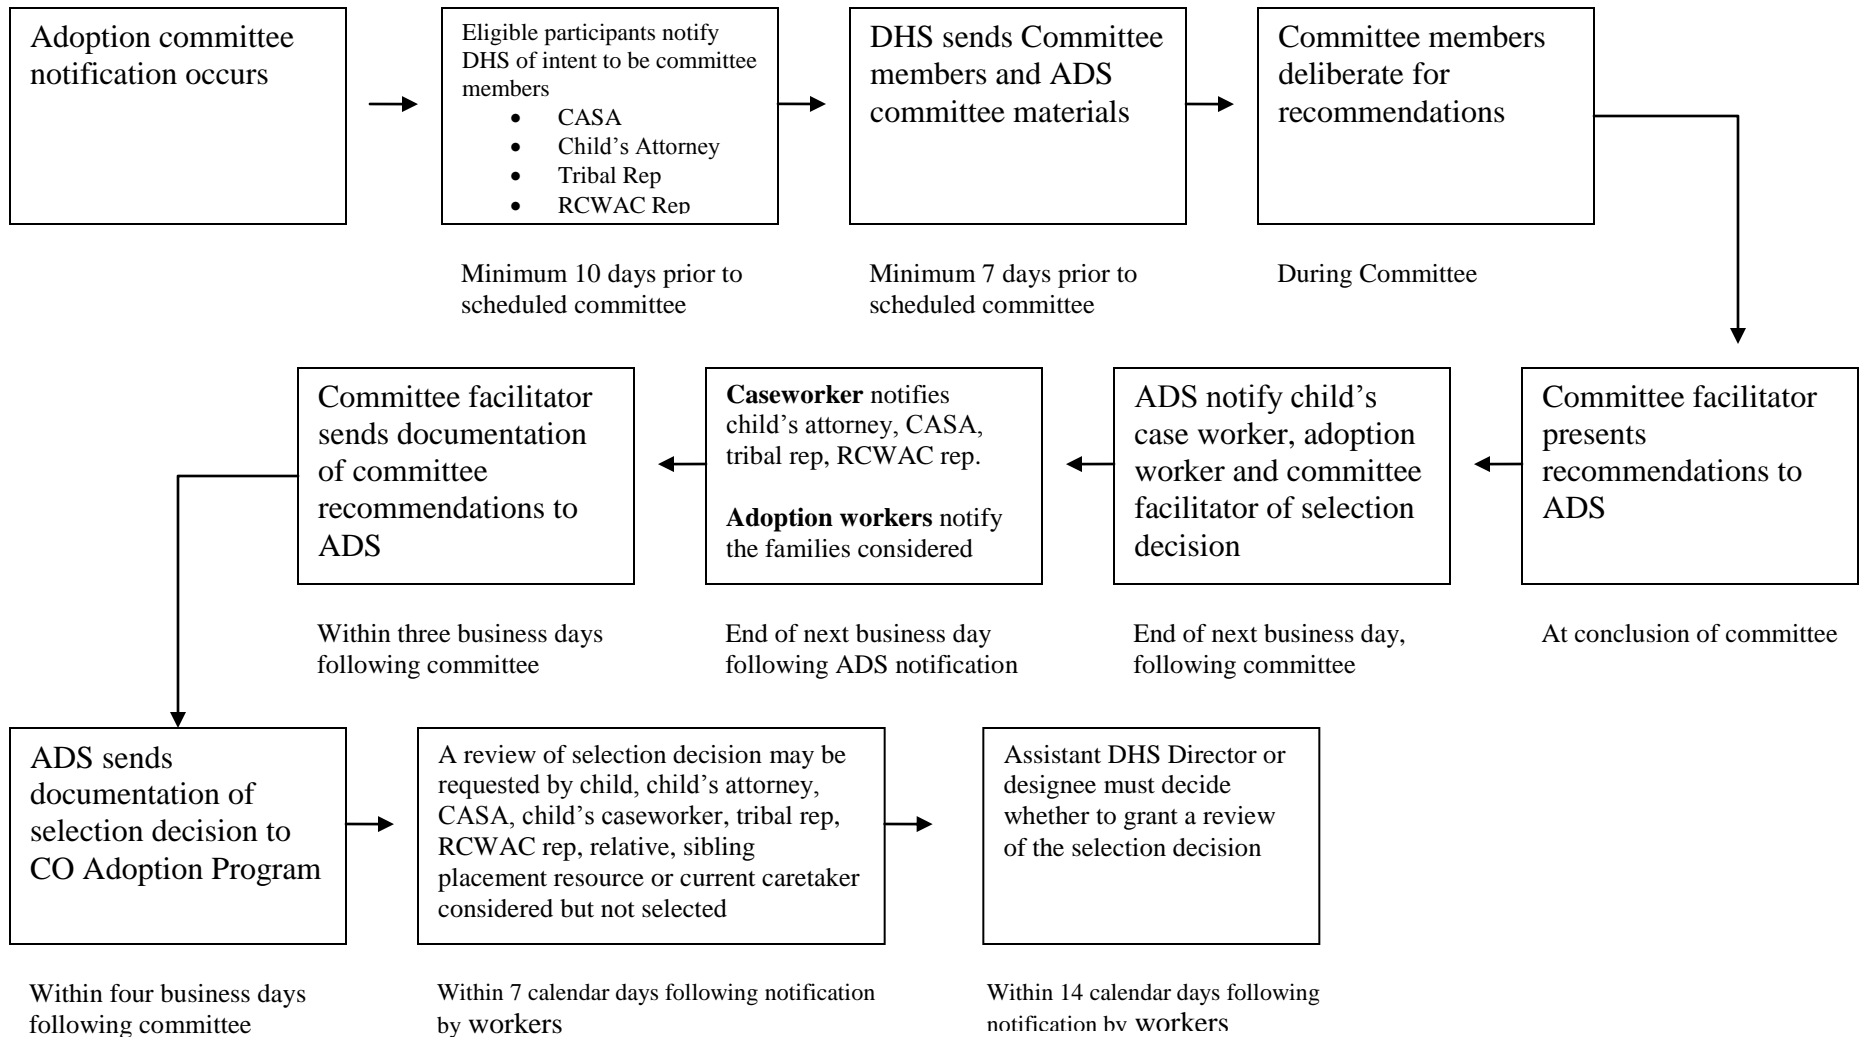 Adoption committee
notification occurs
Eligible participants notify
DHS of intent to be committee
members
• CASA
• Child’s Attorney
• Tribal Rep
• RCWAC Rep
Minimum 10 days prior to
scheduled committee
DHS sends Committee
members and ADS
committee materials
Minimum 7 days prior to
scheduled committee
Committee members
deliberate for
recommendations
During Committee
Committee facilitator
presents
recommendations to
ADS
At conclusion of committee
ADS notify child’s
case worker, adoption
worker and committee
facilitator of selection
decision
End of next business day,
following committee
Caseworker notifies
child’s attorney, CASA,
tribal rep, RCWAC rep.
Adoption workers notify
the families considered
End of next business day
following ADS notification
Committee facilitator
sends documentation
of committee
recommendations to
ADS
Within three business days
following committee
ADS sends
documentation of
selection decision to
CO Adoption Program
Within four business days
following committee
A review of selection decision may be
requested by child, child’s attorney,
CASA, child’s caseworker, tribal rep,
RCWAC rep, relative, sibling
placement resource or current caretaker
considered but not selected
Within 7 calendar days following notification
by workers
Assistant DHS Director or
designee must decide
whether to grant a review
of the selection decision
Within 14 calendar days following
notification by workers